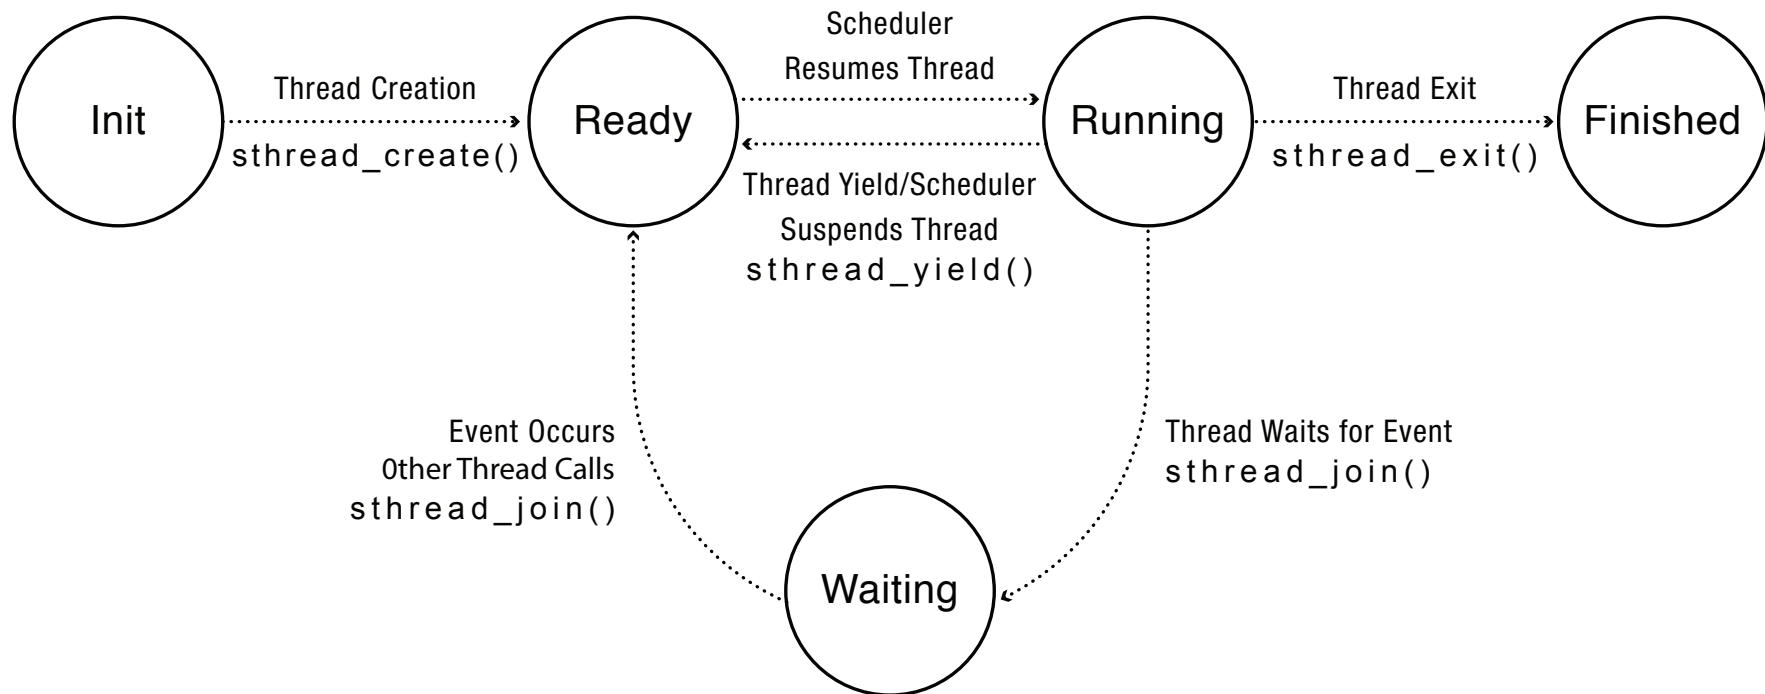 Init
Thread Creation
sthread_create()
Ready
Scheduler
Resumes Thread
Thread Yield/Scheduler
Suspends Thread
sthread_yield()
Running
Thread Exit
sthread_exit()
Finished
Event Occurs
0ther Thread Calls
sthread_join()
Thread Waits for Event
sthread_join()
Waiting